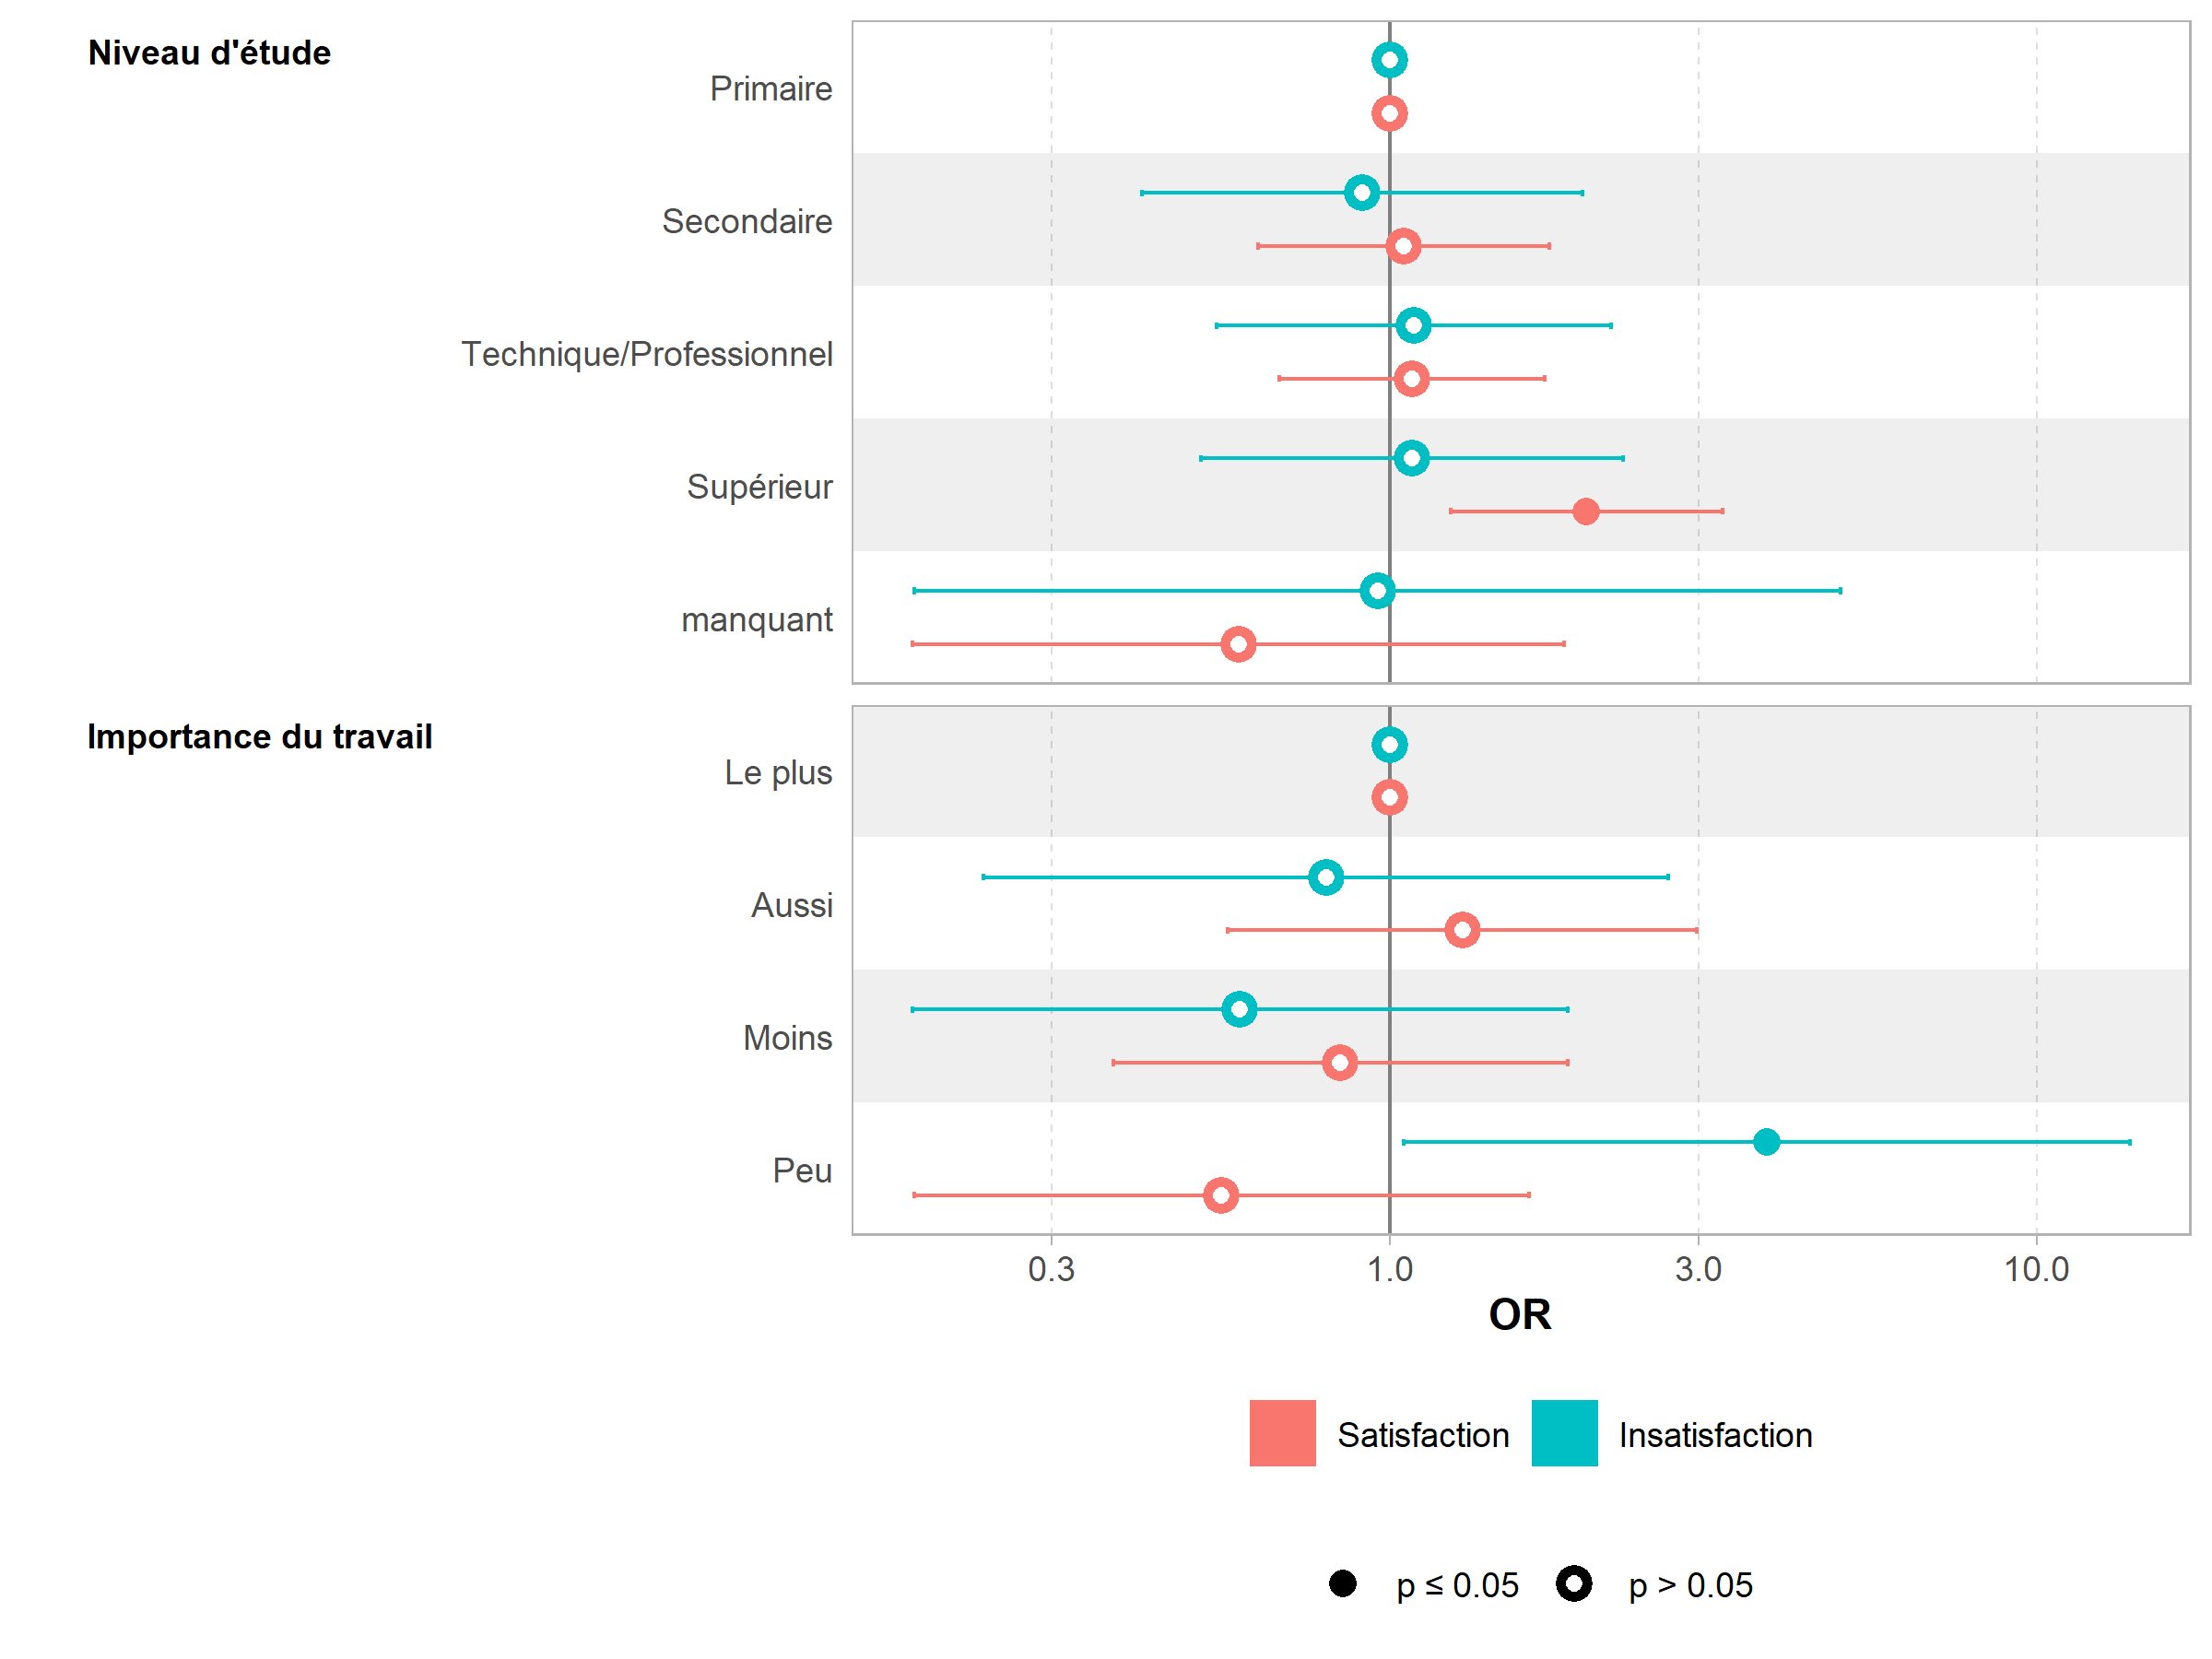 Niveau d'étude
Primaire
Secondaire
Technique/Professionnel
Supérieur
manquant
Importance du travail
Le plus
Aussi
Moins
Peu
0.3 1.0 3.0 10.0
OR
Satisfaction Insatisfaction
p ≤ 0.05 p > 0.05